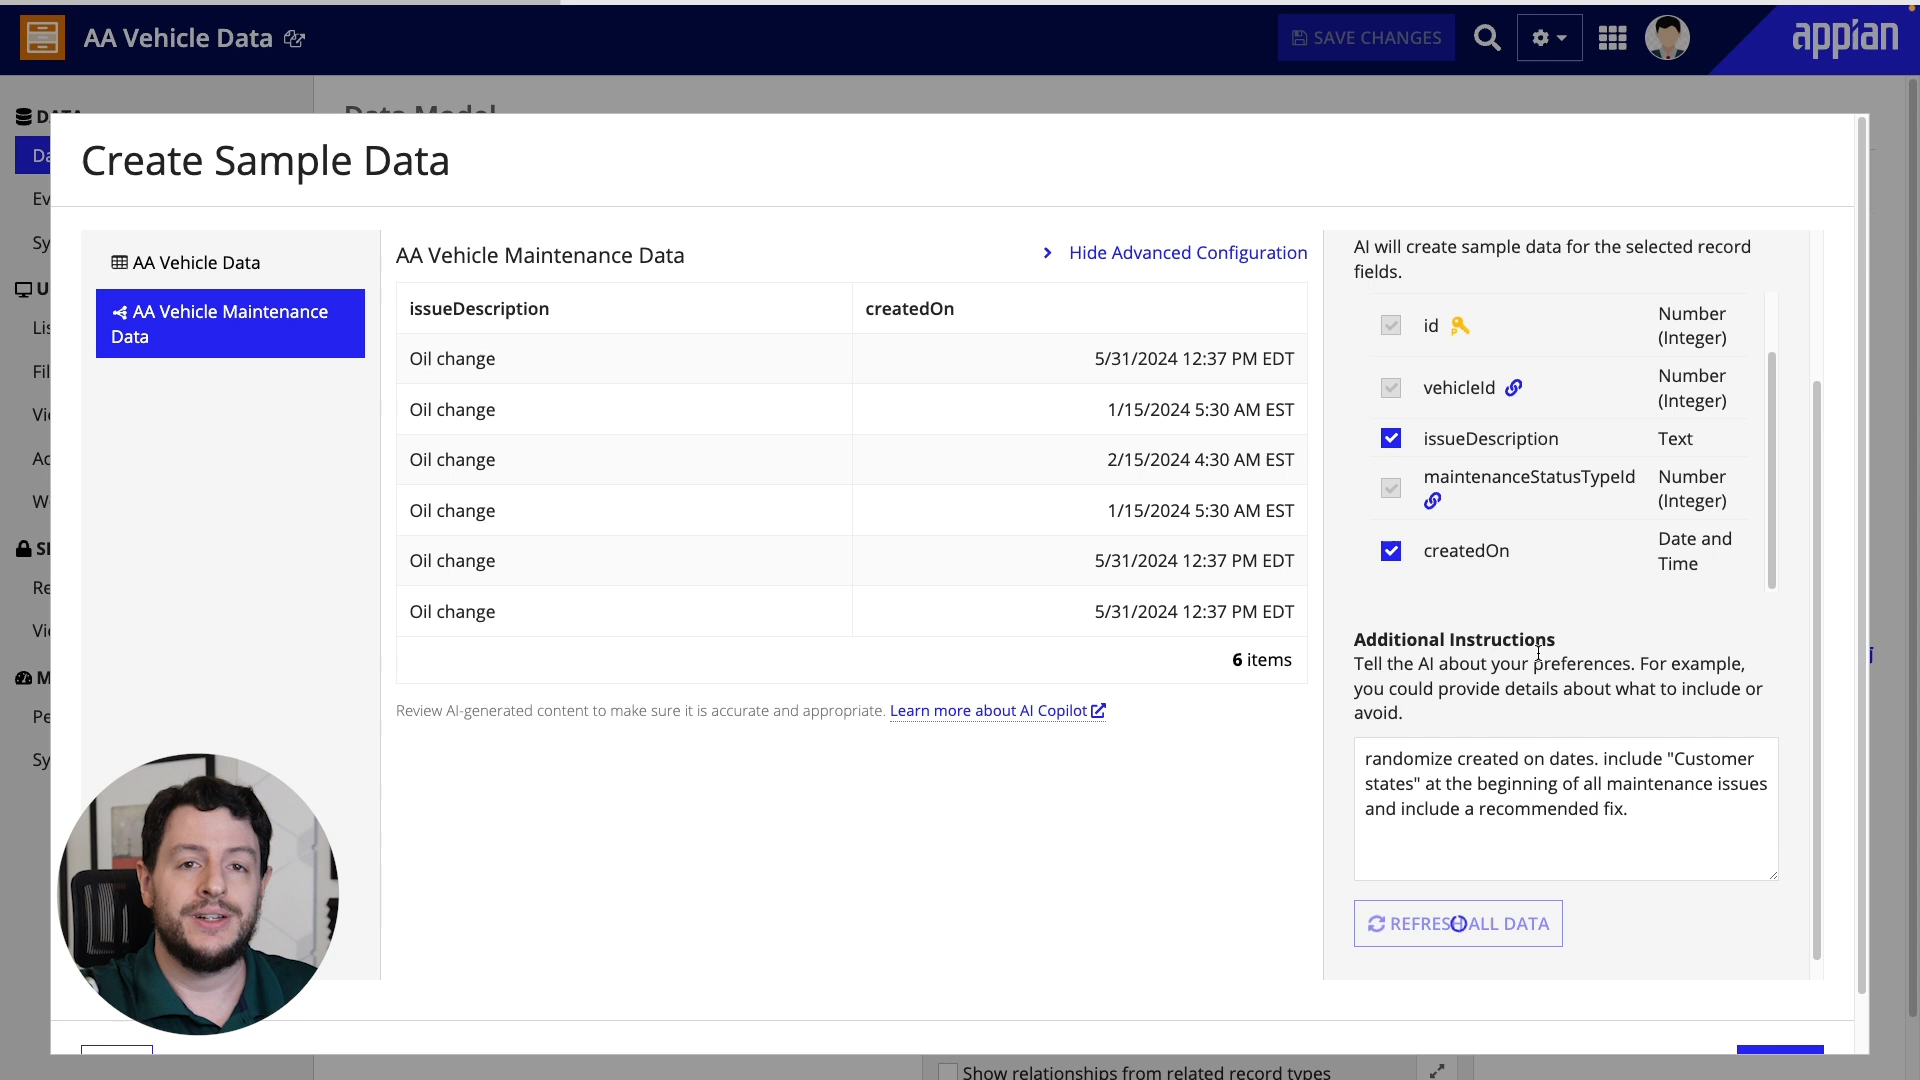 AA Vehicle Data
SAVE CHANGES
appian
Create Sample Data
AA Vehicle Data
AA Vehicle Maintenance
Data
AA Vehicle Maintenance Data
Hide Advanced Configuration
issueDescription createdOn
Oil change 5/31/2024 12:37 PM EDT
Oil change 1/15/2024 5:30 AM EST
Oil change 2/15/2024 4:30 AM EST
Oil change 1/15/2024 5:30 AM EST
Oil change 5/31/2024 12:37 PM EDT
Oil change 5/31/2024 12:37 PM EDT
6 items
Review AI-generated content to make sure it is accurate and appropriate. Learn more about AI Copilot
AI will create sample data for the selected record
fields.
id Number
(Integer)
vehicleId Number
(Integer)
issueDescription Text
maintenanceStatusTypeId Number
(Integer)
createdOn Date and
Time
Additional Instructions
Tell the AI about your preferences. For example,
you could provide details about what to include or
avoid.
randomize created on dates. include "Customer
states" at the beginning of all maintenance issues
and include a recommended fix.
REFRESH ALL DATA
Show relationships from related record types